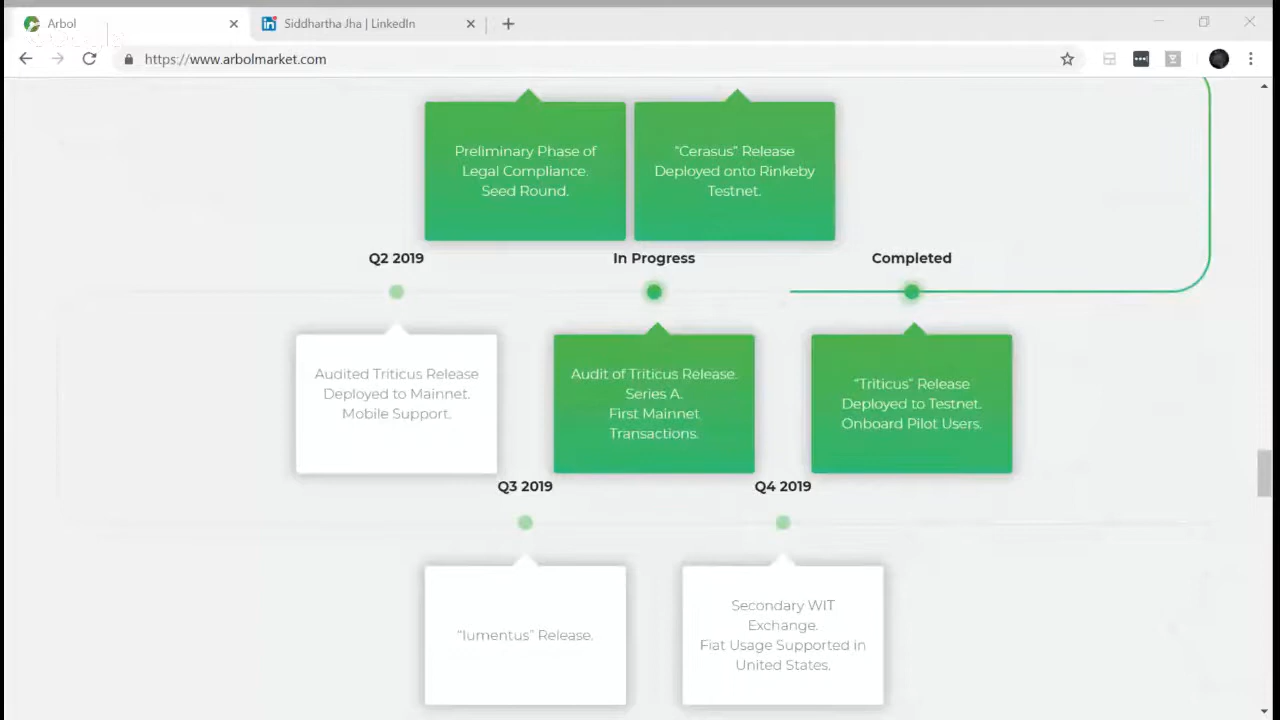 Arbol
Siddhartha Jha | LinkedIn
https://www.arbolmarket.com
Preliminary Phase of
Legal Compliance.
Seed Round.
“Cerasus” Release
Deployed onto Rinkeby
Testnet.
Q2 2019
In Progress
Completed
Audited Triticus Release
Deployed to Mainnet.
Mobile Support.
Audit of Triticus Release.
Series A.
First Mainnet
Transactions.
“Triticus” Release
Deployed to Testnet.
Onboard Pilot Users.
Q3 2019
Q4 2019
“Iumentus” Release.
Secondary WIT
Exchange.
Fiat Usage Supported in
United States.